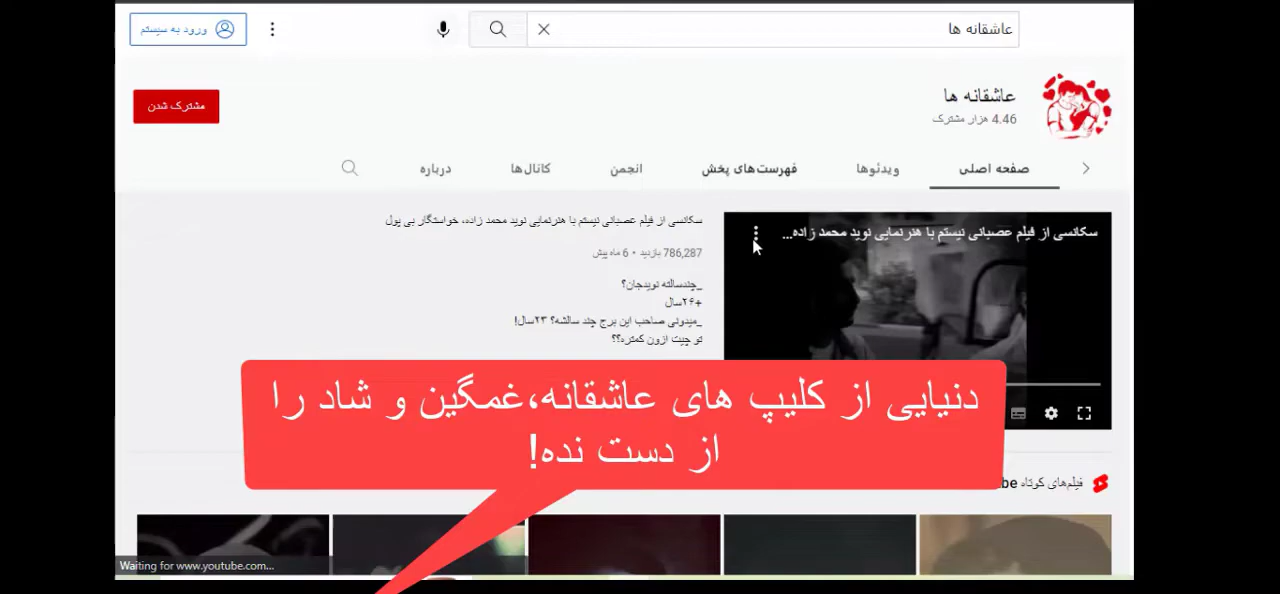 عاشقانه ها
ورود به سیستم
عاشقانه ها
4.46 هزار مشترک
مشترک شدن
صفحه اصلی
ویدئوها
فهرست‌های پخش
انجمن
کانال‌ها
درباره
سکانسی از فیلم عصبانی نیستم با هنرنمایی نوید محمد زاده...
سکانسی از فیلم عصبانی نیستم با هنرنمایی نوید محمد زاده، خواستگار بی پول
786,287 بازدید • 6 ماه پیش
_چندسالته نویدجان؟
+۲۶سال
_میدونی صاحب این برج چند سالشه؟ ۲۳سال!
تو چیت ازون کمتره؟؟
دنیایی از کلیپ های عاشقانه،غمگین و شاد را
از دست نده!
فیلم‌های کوتاه
Waiting for www.youtube.com...